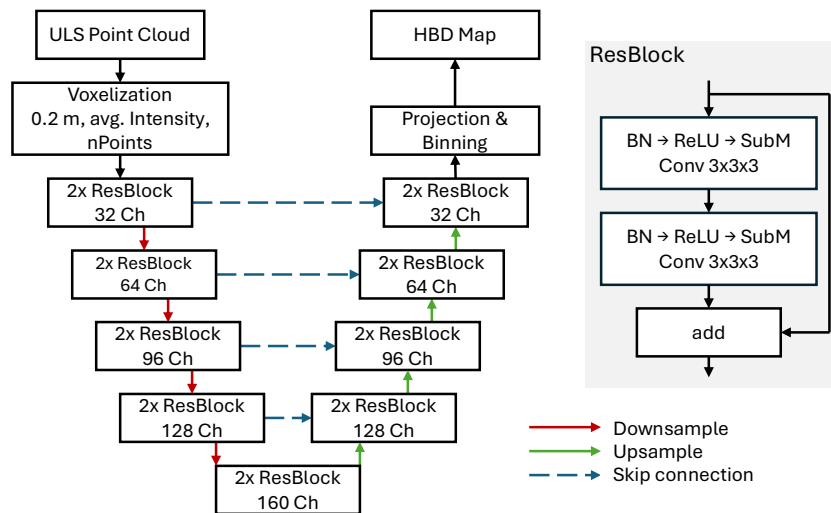 ULS Point Cloud
HBD Map
Voxelization
0.2 m, avg. Intensity,
nPoints
Projection &
Binning
2x ResBlock
32 Ch
2x ResBlock
32 Ch
2x ResBlock
64 Ch
2x ResBlock
64 Ch
2x ResBlock
96 Ch
2x ResBlock
96 Ch
2x ResBlock
128 Ch
2x ResBlock
128 Ch
2x ResBlock
160 Ch
ResBlock
BN → ReLU → SubM
Conv 3x3x3
BN → ReLU → SubM
Conv 3x3x3
add
Downsample
Upsample
Skip connection